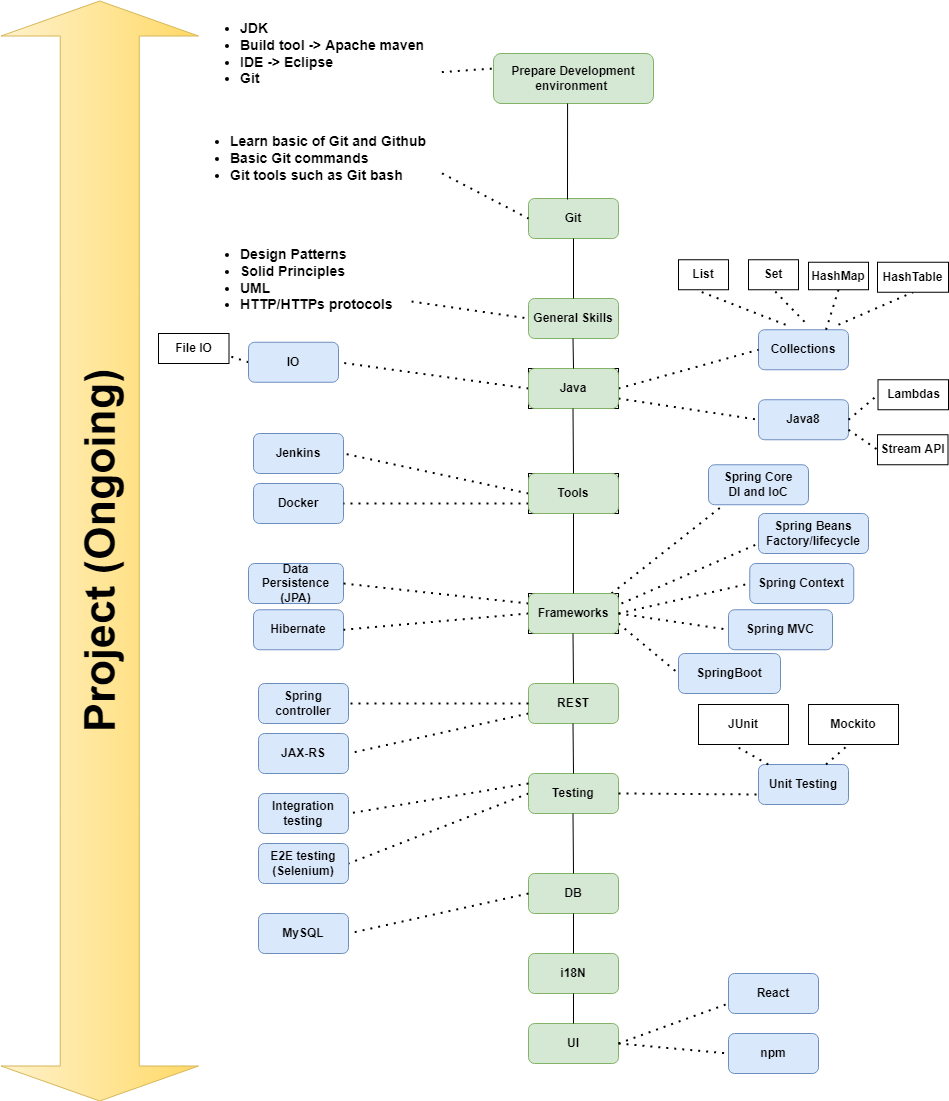 Project (Ongoing)
• JDK
• Build tool -> Apache maven
• IDE -> Eclipse
• Git
Prepare Development
environment
• Learn basic of Git and Github
• Basic Git commands
• Git tools such as Git bash
Git
• Design Patterns
• Solid Principles
• UML
• HTTP/HTTPs protocols
General Skills
List
Set
HashMap
HashTable
Collections
File IO
IO
Java
Java8
Lambdas
Stream API
Jenkins
Docker
Tools
Spring Core
DI and IoC
Spring Beans
Factory/lifecycle
Spring Context
Spring MVC
SpringBoot
Data
Persistence
(JPA)
Hibernate
Frameworks
Spring
controller
JAX-RS
REST
JUnit
Mockito
Unit Testing
Testing
Integration
testing
E2E testing
(Selenium)
DB
MySQL
i18N
UI
React
npm